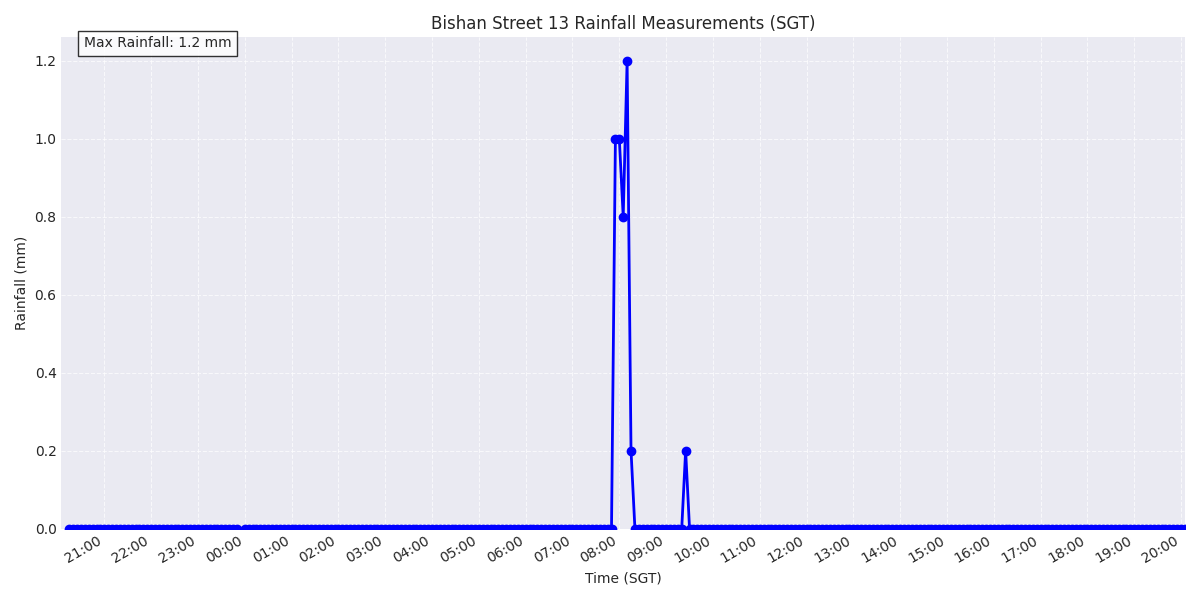 Bishan Street 13 Rainfall Measurements (SGT)
Max Rainfall: 1.2 mm
1.2
1.0
0.8
0.6
0.4
0.2
0.0
Rainfall (mm)
21:00 22:00 23:00 00:00 01:00 02:00 03:00 04:00 05:00 06:00 07:00 08:00 09:00 10:00 11:00 12:00 13:00 14:00 15:00 16:00 17:00 18:00 19:00 20:00
Time (SGT)